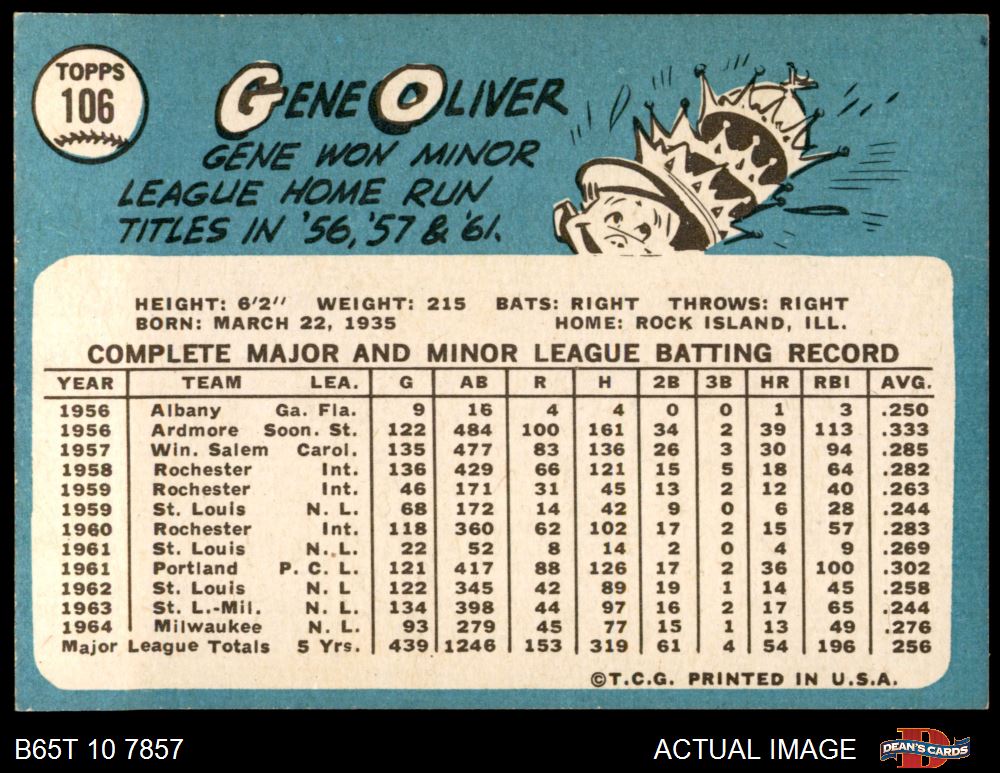 TOPPS
106
GENE OLIVER
GENE WON MINOR
LEAGUE HOME RUN
TITLES IN '56, '57 & '61.
HEIGHT: 6'2" WEIGHT: 215 BATS: RIGHT THROWS: RIGHT
BORN: MARCH 22, 1935 HOME: ROCK ISLAND, ILL.
COMPLETE MAJOR AND MINOR LEAGUE BATTING RECORD
YEAR TEAM LEA. G AB R H 2B 3B HR RBI AVG.
1956 Albany Ga. Fla. 9 16 4 4 0 0 1 3 .250
1956 Ardmore Soon. St. 122 484 100 161 34 2 39 113 .333
1957 Win. Salem Carol. 135 477 83 136 26 3 30 94 .285
1958 Rochester Int. 136 429 66 121 15 5 18 64 .282
1959 Rochester Int. 46 171 31 45 13 2 12 40 .263
1959 St. Louis N. L. 68 172 14 42 9 0 6 28 .244
1960 Rochester Int. 118 360 62 102 17 2 15 57 .283
1961 St. Louis N. L. 22 52 8 14 2 0 4 9 .269
1961 Portland P. C. L. 121 417 88 126 17 2 36 100 .302
1962 St. Louis N. L 122 345 42 89 19 1 14 45 .258
1963 St. L.-Mil. N. L. 134 398 44 97 16 2 17 65 .244
1964 Milwaukee N. L. 93 279 45 77 15 1 13 49 .276
Major League Totals 5 Yrs. 439 1246 153 319 61 4 54 196 256
©T.C.G. PRINTED IN U.S.A.
B65T 10 7857 ACTUAL IMAGE DEAN'S CARDS